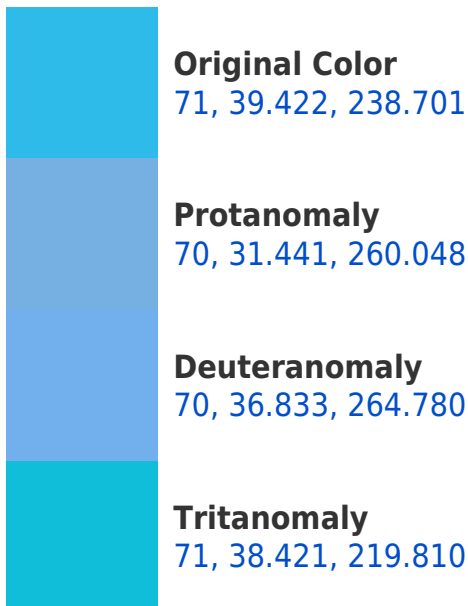 Original Color
71, 39.422, 238.701
Protanomaly
70, 31.441, 260.048
Deuteranomaly
70, 36.833, 264.780
Tritanomaly
71, 38.421, 219.810